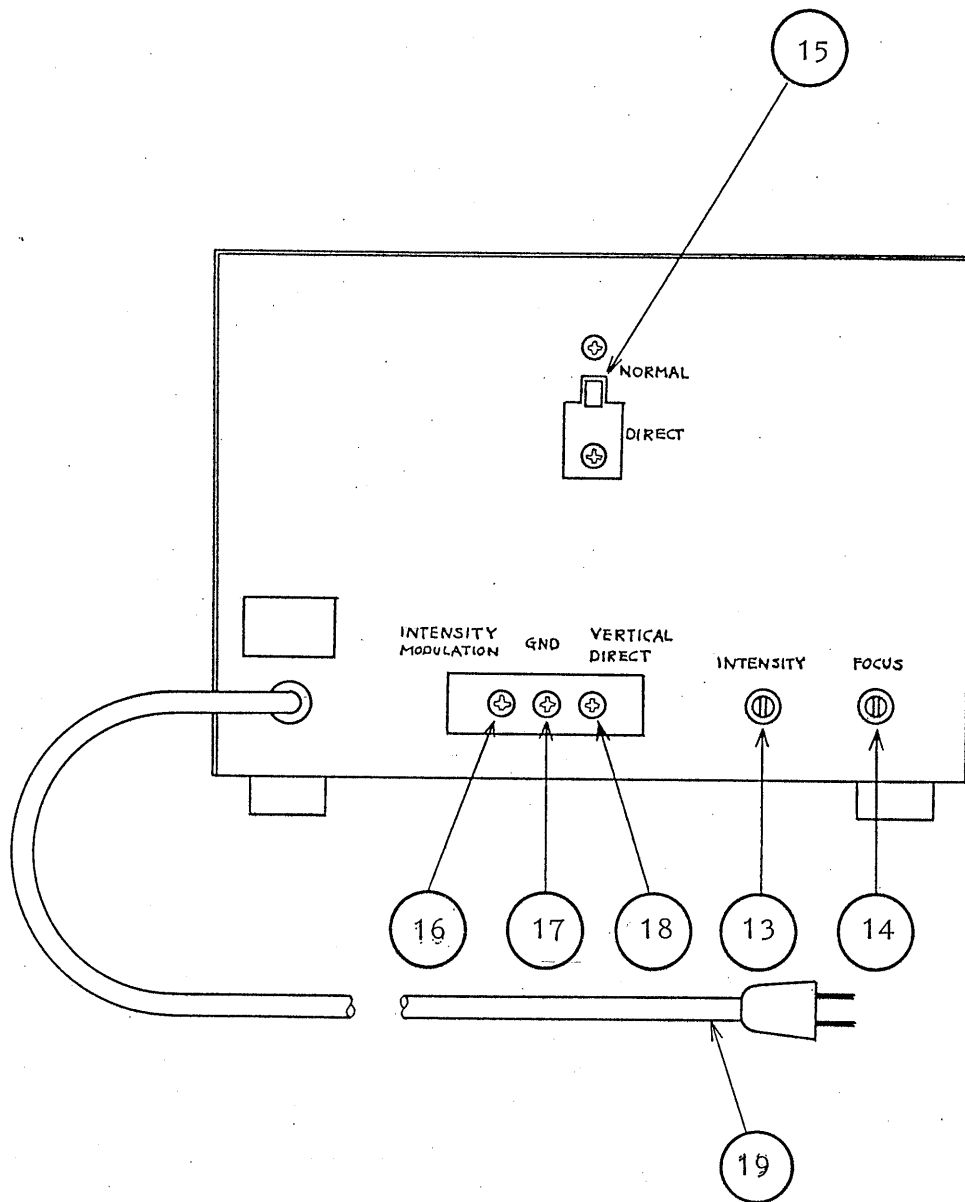 15
NORMAL
DIRECT
INTENSITY
MODULATION
GND
VERTICAL
DIRECT
INTENSITY
FOCUS
16
17
18
13
14
19